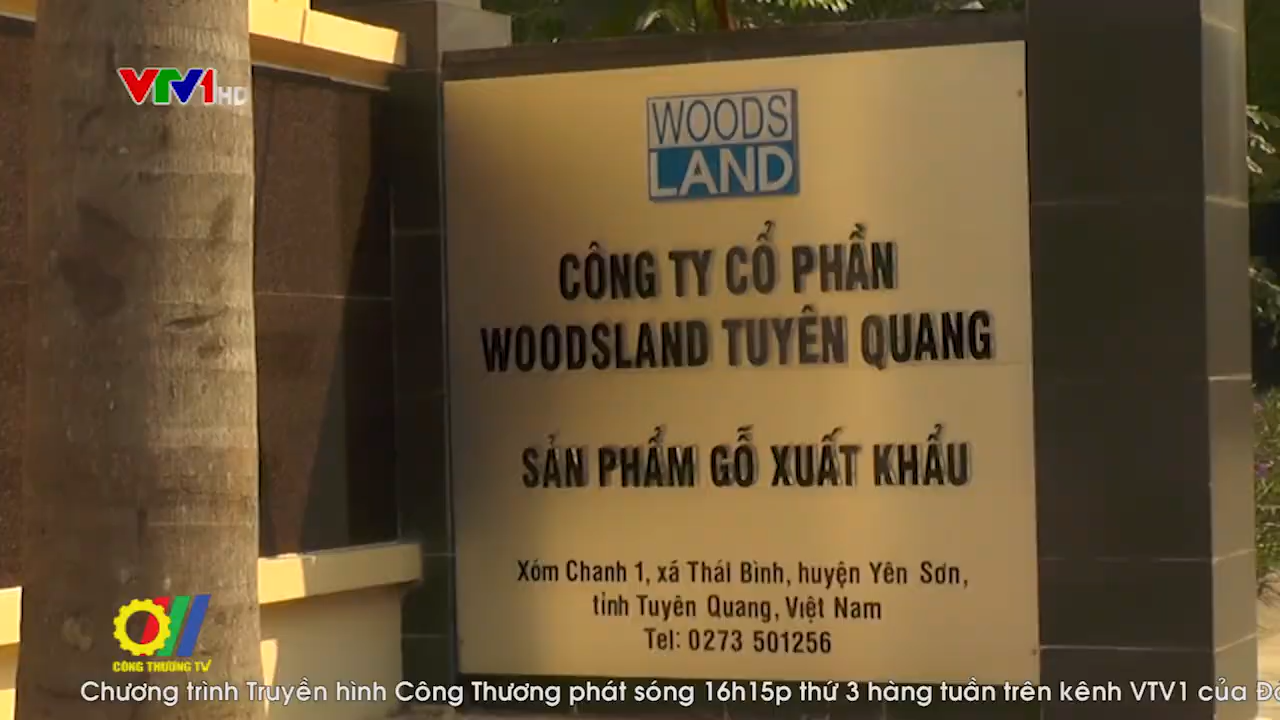 VTV1 HD
WOODS
LAND
CÔNG TY CỔ PHẦN
WOODSLAND TUYÊN QUANG
SẢN PHẨM GỖ XUẤT KHẨU
Xóm Chanh 1, xã Thái Bình, huyện Yên Sơn,
tỉnh Tuyên Quang, Việt Nam
Tel: 0273 501256
CÔNG THƯƠNG TV
Chương trình Truyền hình Công Thương phát sóng 16h15p thứ 3 hàng tuần trên kênh VTV1 của